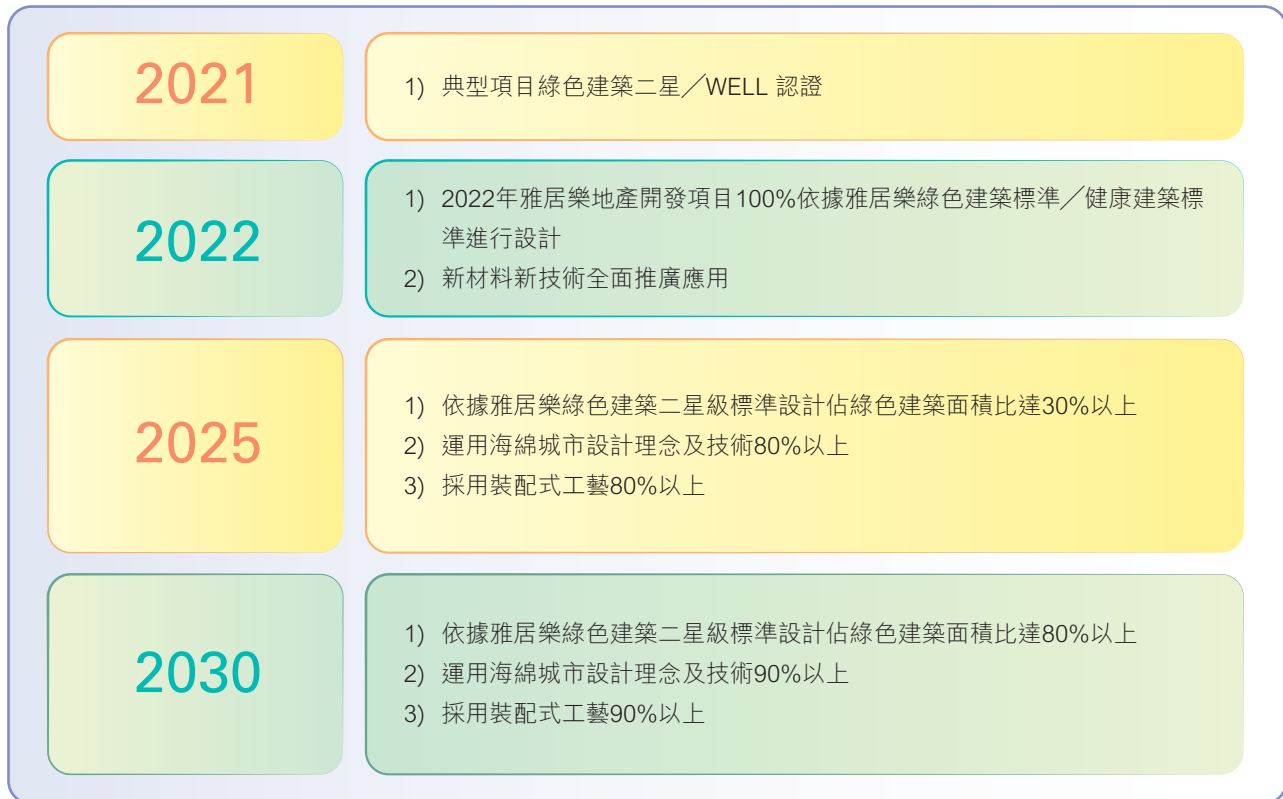 2021
1) 典型項目綠色建築二星／WELL 認證
2022
1) 2022年雅居樂地產開發項目100%依據雅居樂綠色建築標準／健康建築標
準進行設計
2) 新材料新技術全面推廣應用
2025
1) 依據雅居樂綠色建築二星級標準設計佔綠色建築面積比達30%以上
2) 運用海綿城市設計理念及技術80%以上
3) 採用裝配式工藝80%以上
2030
1) 依據雅居樂綠色建築二星級標準設計佔綠色建築面積比達80%以上
2) 運用海綿城市設計理念及技術90%以上
3) 採用裝配式工藝90%以上